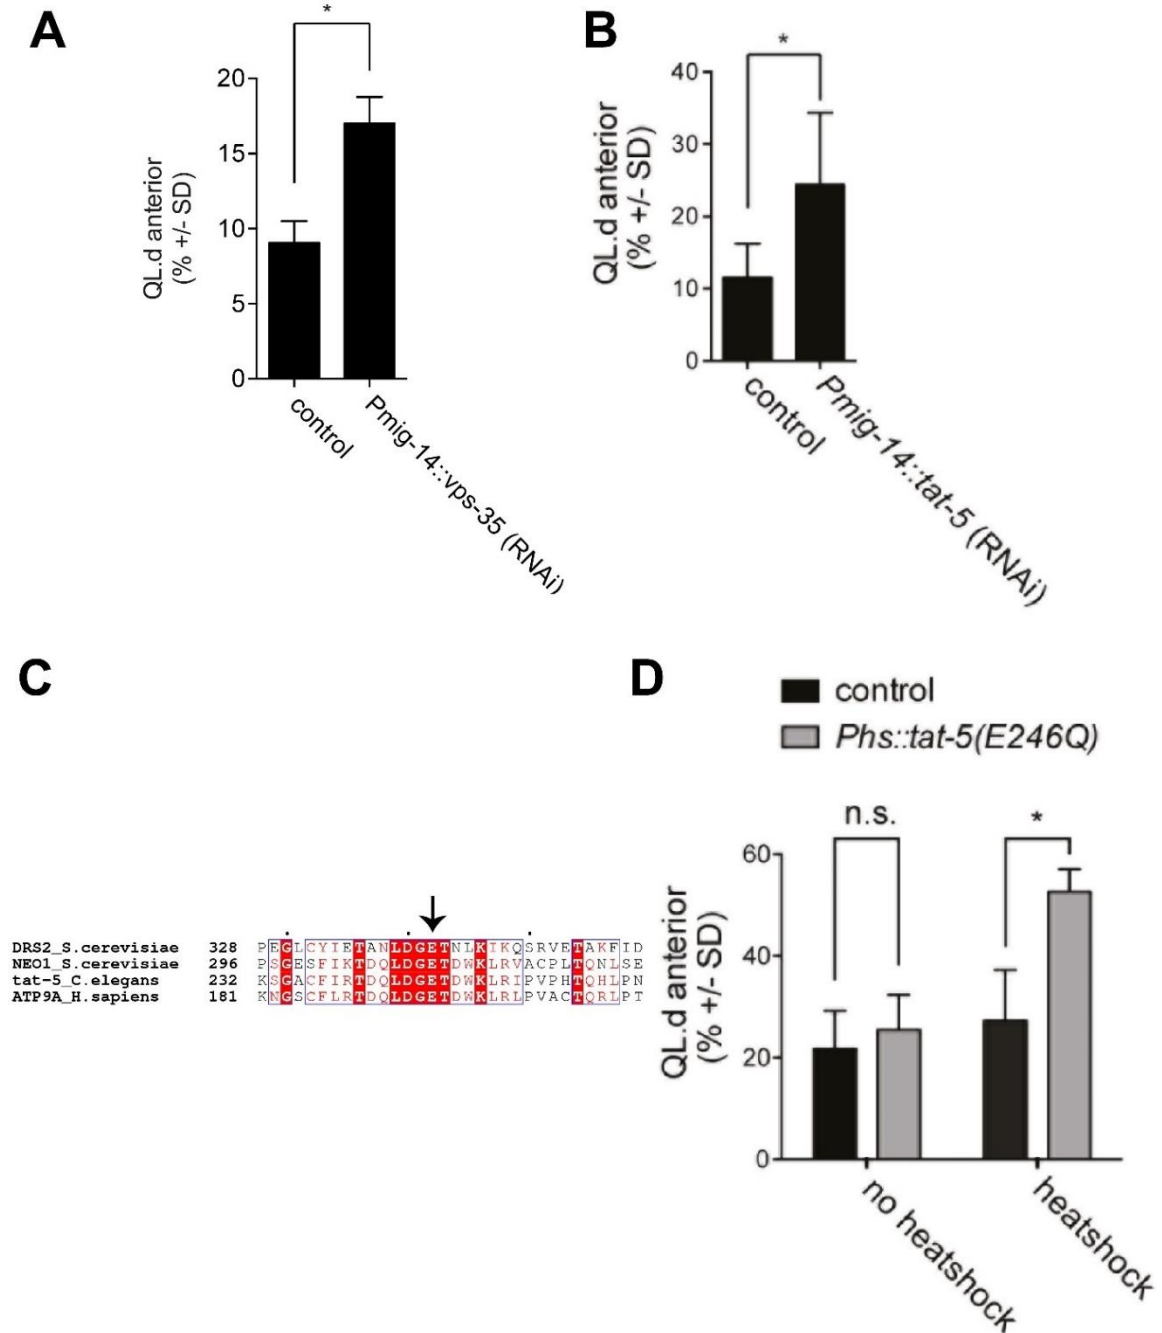 A
*
20
15
10
5
0
QL.d anterior
(% +/- SD)
control
Pmig-14::vps-35 (RNAi)
B
*
40
30
20
10
0
QL.d anterior
(% +/- SD)
control
Pmig-14::tat-5 (RNAi)
C
DRS2_S.cerevisiae 328 PEGLCYIETANLDGETNLKIKQSRVETAKFID
NEO1_S.cerevisiae 296 PSGESFIKTDQLDGETDWKLRVACPLTQNLSE
tat-5_C.elegans 232 KSGACFIRTDQLDGETDWKLRIPVPHTQHLPN
ATP9A_H.sapiens 181 KNGSCFLRTDQLDGETDWKLRLPVACTQRLPT
D
control
Phs::tat-5(E246Q)
n.s.
*
60
40
20
0
QL.d anterior
(% +/- SD)
no heatshock
heatshock